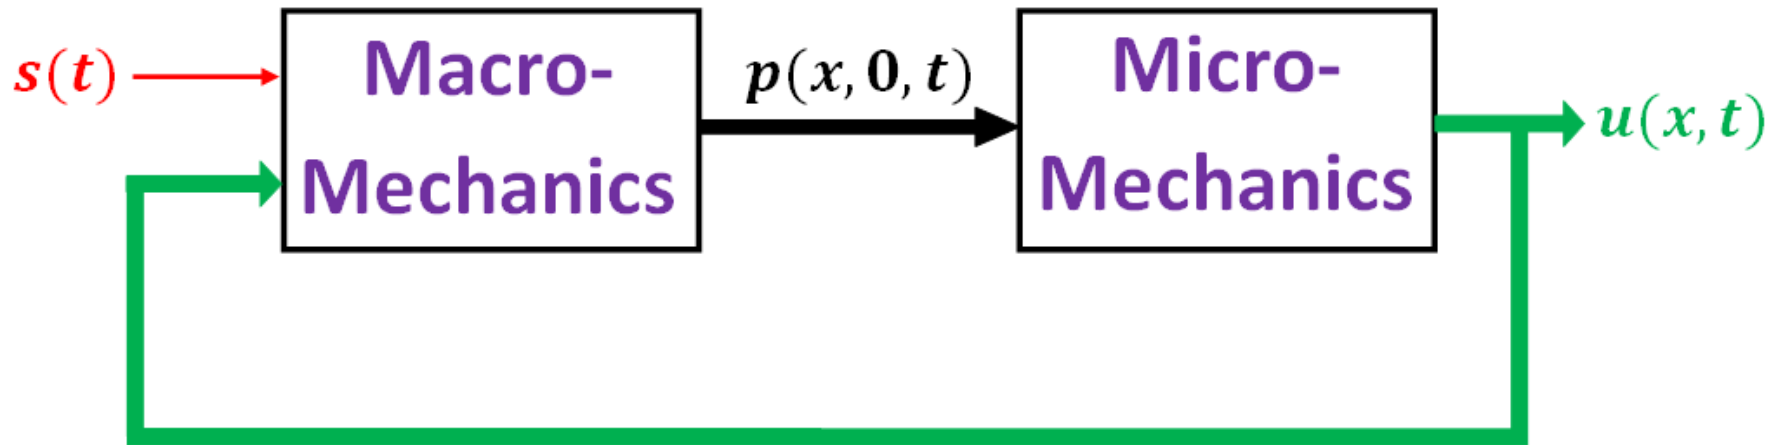 s(t)
Macro-
Mechanics
p(x, 0, t)
Micro-
Mechanics
u(x, t)